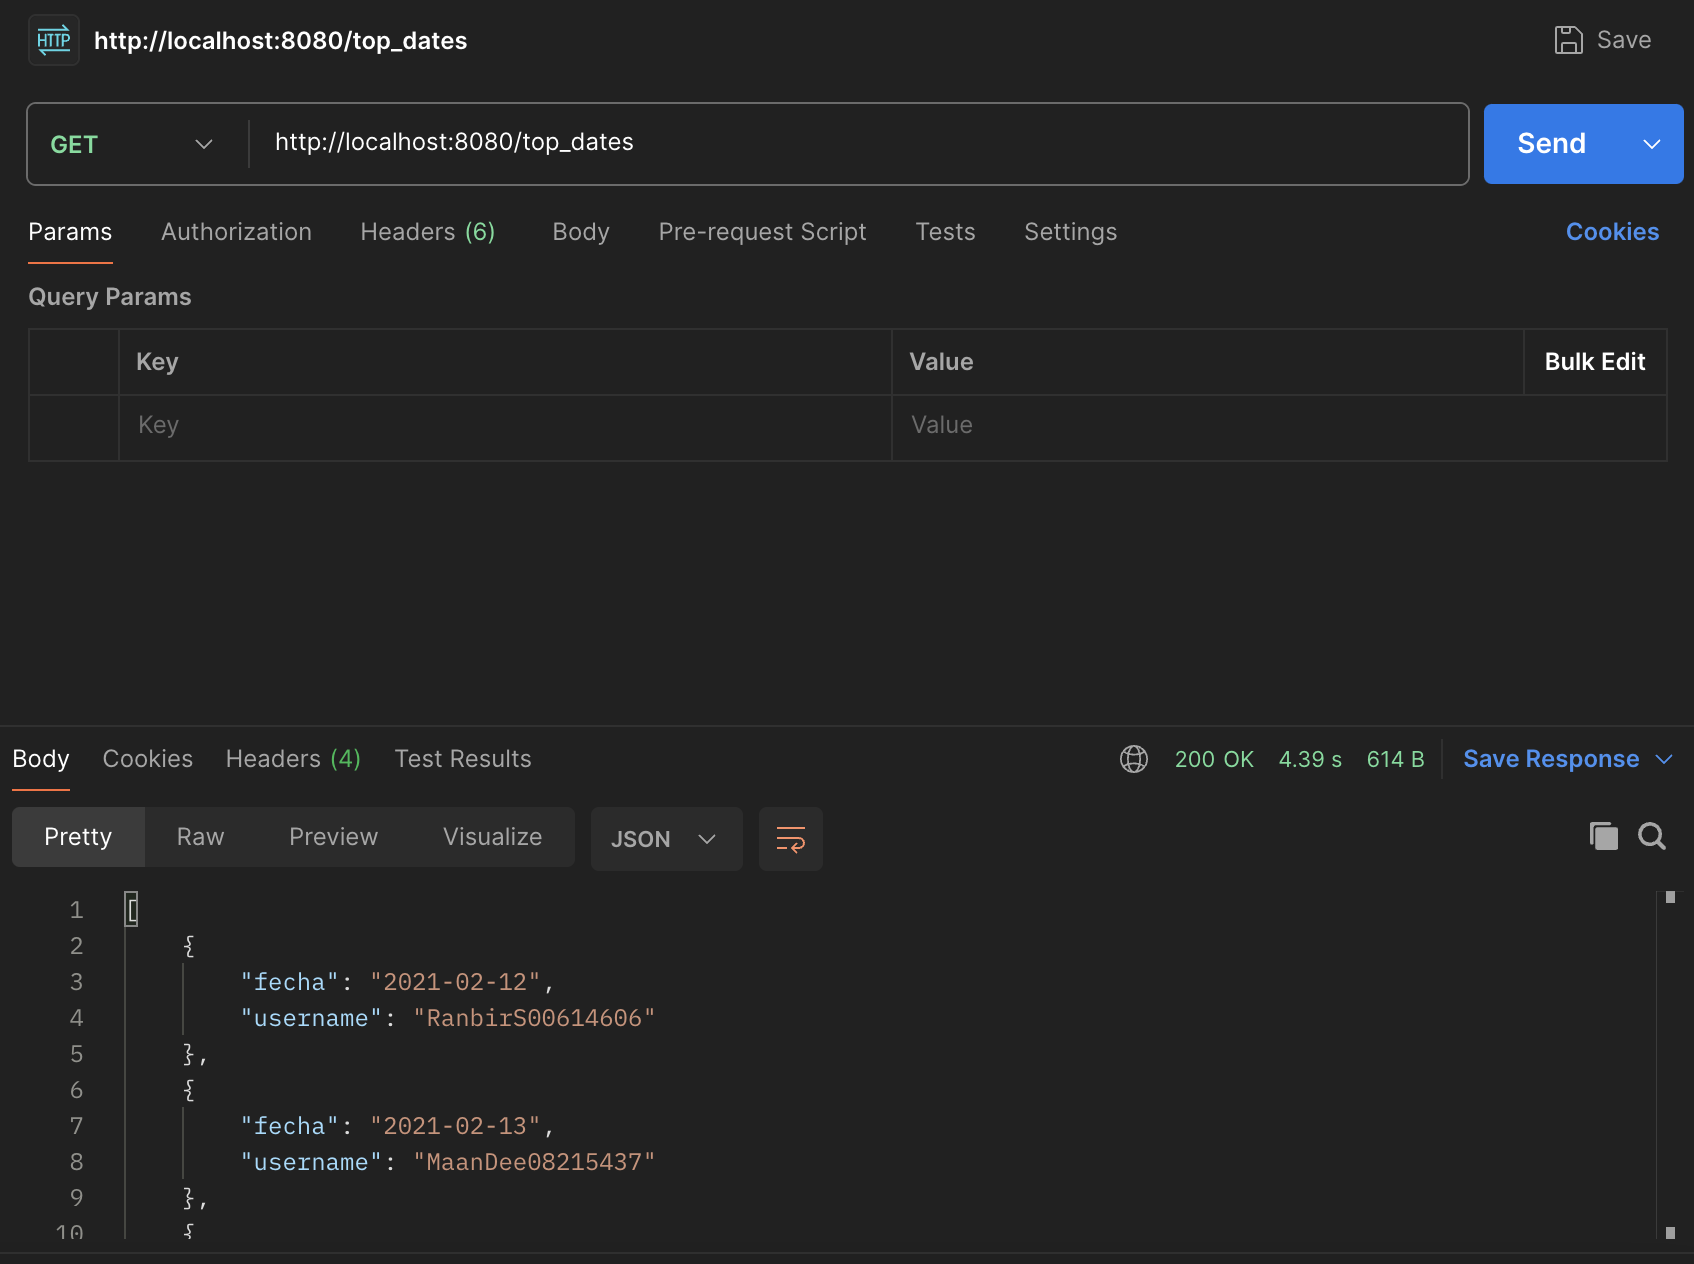 HTTP http://localhost:8080/top_dates Save
GET http://localhost:8080/top_dates Send
Params Authorization Headers (6) Body Pre-request Script Tests Settings Cookies
Query Params
Key Value Bulk Edit
Key Value
Body Cookies Headers (4) Test Results 200 OK 4.39 s 614 B Save Response
Pretty Raw Preview Visualize JSON
1 [
2 {
3 "fecha": "2021-02-12",
4 "username": "RanbirS00614606"
5 },
6 {
7 "fecha": "2021-02-13",
8 "username": "MaanDee08215437"
9 },
10 {